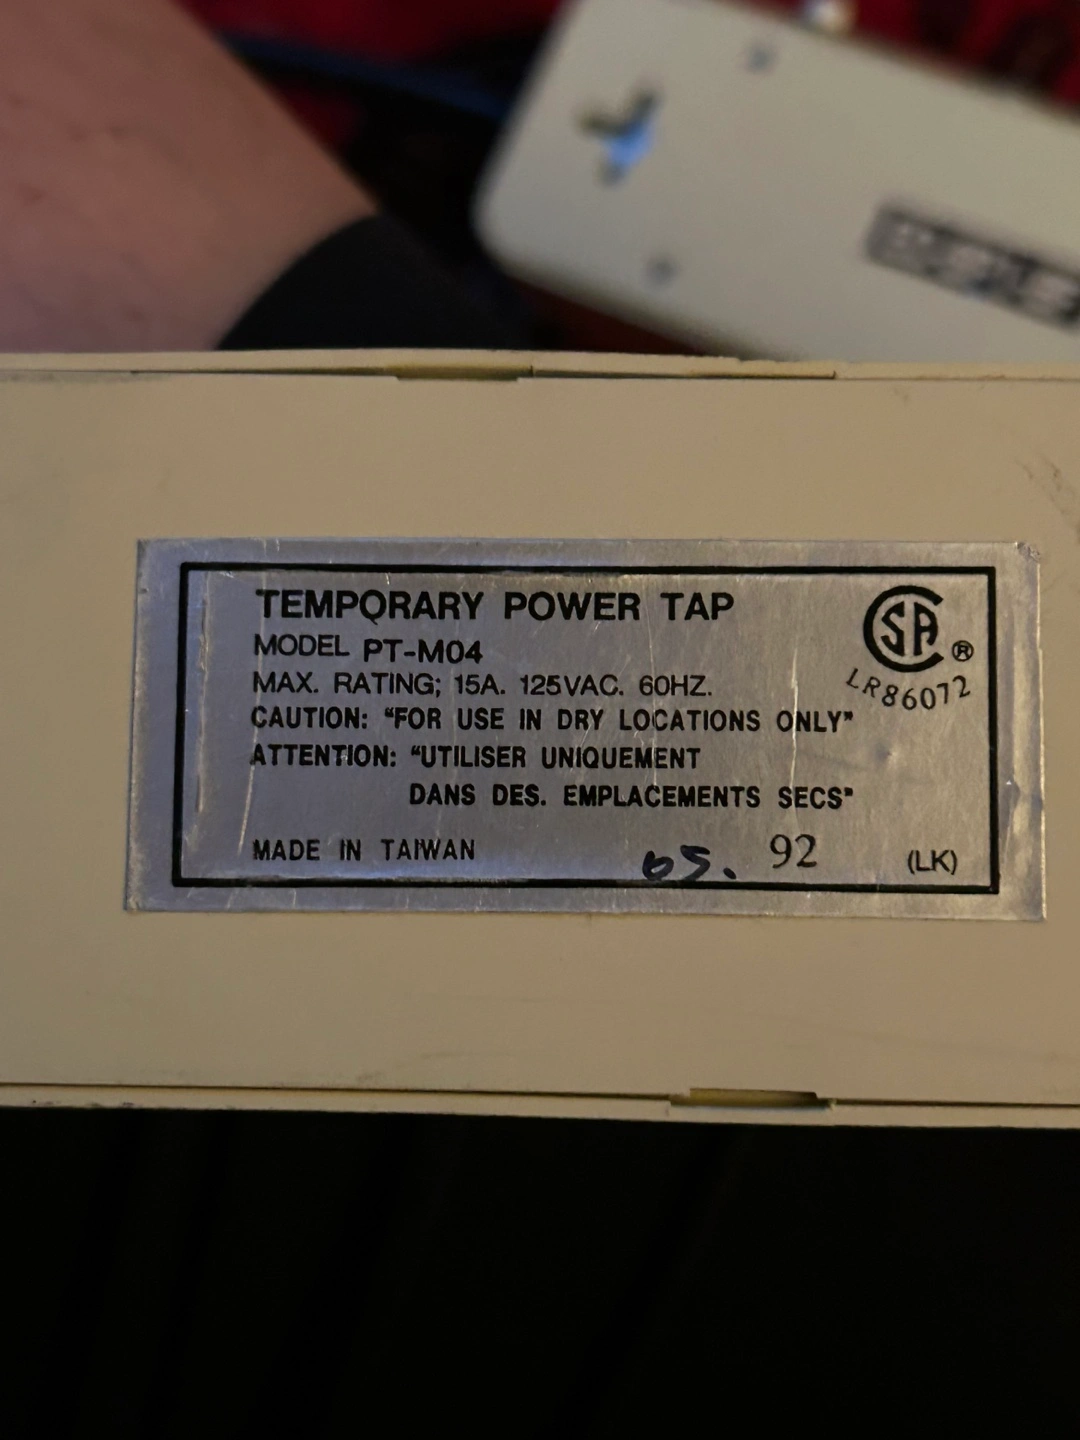 TEMPORARY POWER TAP
MODEL PT-M04
MAX. RATING; 15A. 125VAC. 60HZ.
CAUTION: "FOR USE IN DRY LOCATIONS ONLY"
ATTENTION: "UTILISER UNIQUEMENT
DANS DES. EMPLACEMENTS SECS"
MADE IN TAIWAN
05. 92
(LK)
SA ®
LR86072